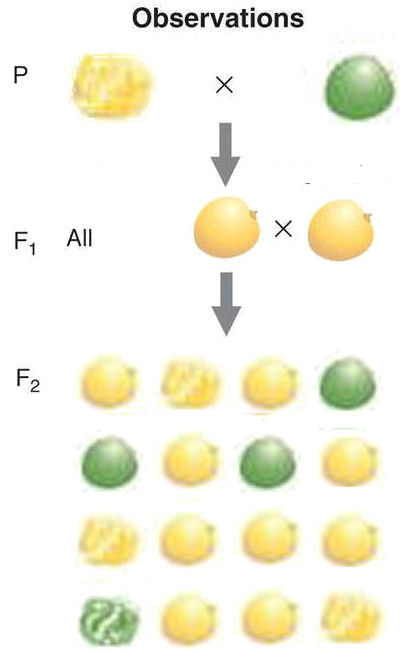 Observations
P ×
F₁ All ×
F₂